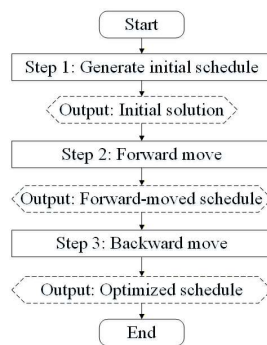 Start
Step 1: Generate initial schedule
Output: Initial solution
Step 2: Forward move
Output: Forward-moved schedule
Step 3: Backward move
Output: Optimized schedule
End